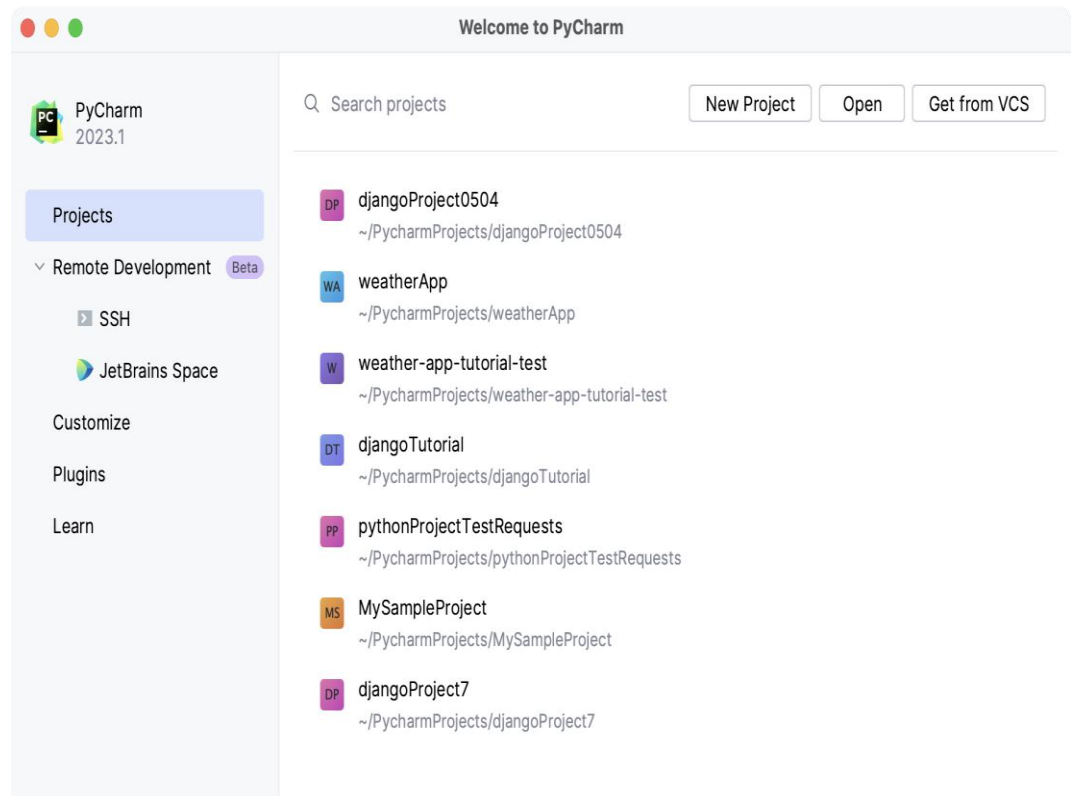 Welcome to PyCharm
PC
PyCharm
2023.1
Search projects
New Project
Open
Get from VCS
Projects
Remote Development Beta
SSH
JetBrains Space
Customize
Plugins
Learn
DP
djangoProject0504
~/PycharmProjects/djangoProject0504
WA
weatherApp
~/PycharmProjects/weatherApp
W
weather-app-tutorial-test
~/PycharmProjects/weather-app-tutorial-test
DT
djangoTutorial
~/PycharmProjects/djangoTutorial
PP
pythonProjectTestRequests
~/PycharmProjects/pythonProjectTestRequests
MS
MySampleProject
~/PycharmProjects/MySampleProject
DP
djangoProject7
~/PycharmProjects/djangoProject7